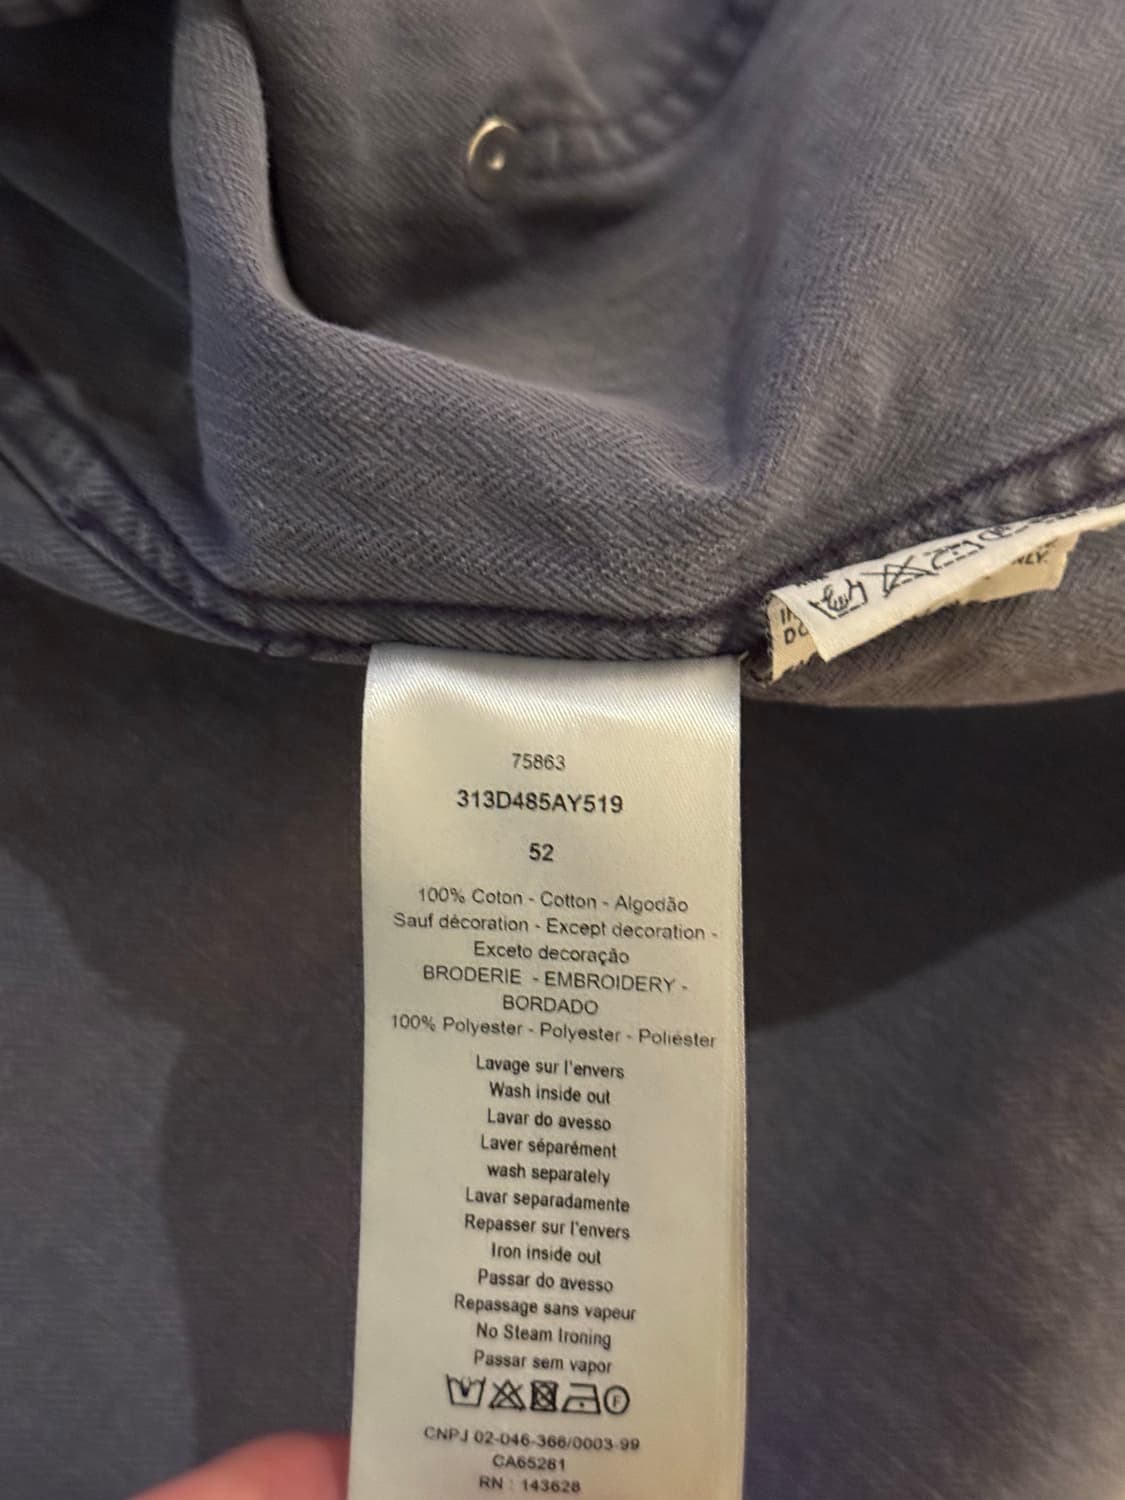 75863
313D485AY519
52
100% Coton - Cotton - Algodão
Sauf décoration - Except decoration -
Exceto decoração
BRODERIE - EMBROIDERY -
BORDADO
100% Polyester - Polyester - Poliéster
Lavage sur l'envers
Wash inside out
Lavar do avesso
Laver séparément
wash separately
Lavar separadamente
Repasser sur l'envers
Iron inside out
Passar do avesso
Repassage sans vapeur
No Steam Ironing
Passar sem vapor
F
CNPJ 02-046-366/0003-99
CA65281
RN : 143628